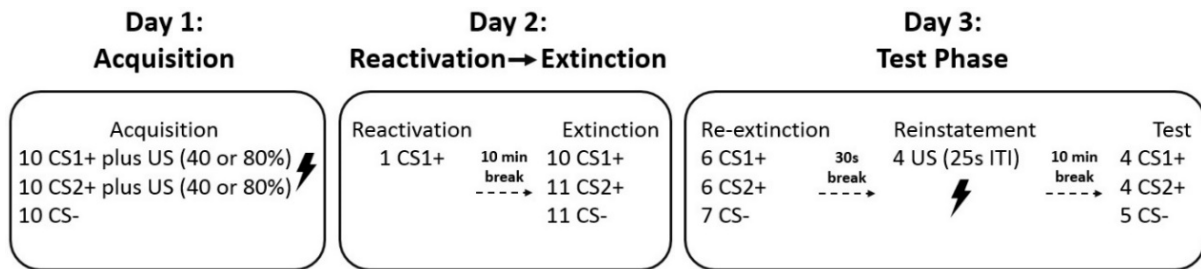 Day 1:
Acquisition
Acquisition
10 CS1+ plus US (40 or 80%)
10 CS2+ plus US (40 or 80%)
10 CS-
Day 2:
Reactivation→Extinction
Reactivation
1 CS1+
10 min
break
Extinction
10 CS1+
11 CS2+
11 CS-
Day 3:
Test Phase
Re-extinction
6 CS1+
6 CS2+
7 CS-
30s
break
Reinstatement
4 US (25s ITI)
10 min
break
Test
4 CS1+
4 CS2+
5 CS-